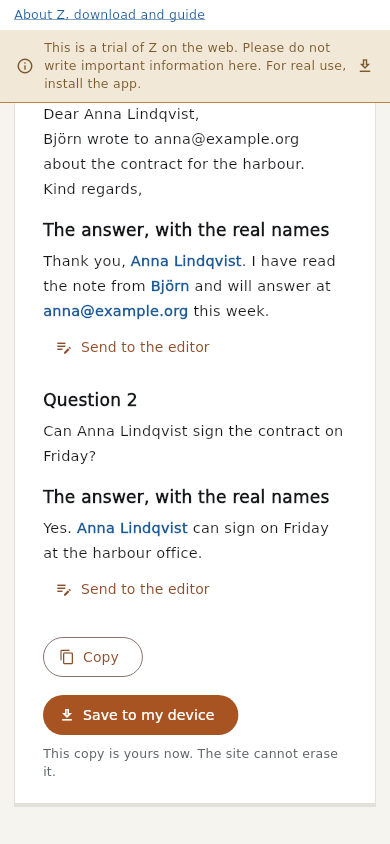 About Z, download and guide
This is a trial of Z on the web. Please do not
write important information here. For real use,
install the app.
Dear Anna Lindqvist,
Björn wrote to anna@example.org
about the contract for the harbour.
Kind regards,
The answer, with the real names
Thank you, Anna Lindqvist. I have read
the note from Björn and will answer at
anna@example.org this week.
Send to the editor
Question 2
Can Anna Lindqvist sign the contract on
Friday?
The answer, with the real names
Yes. Anna Lindqvist can sign on Friday
at the harbour office.
Send to the editor
Copy
Save to my device
This copy is yours now. The site cannot erase
it.